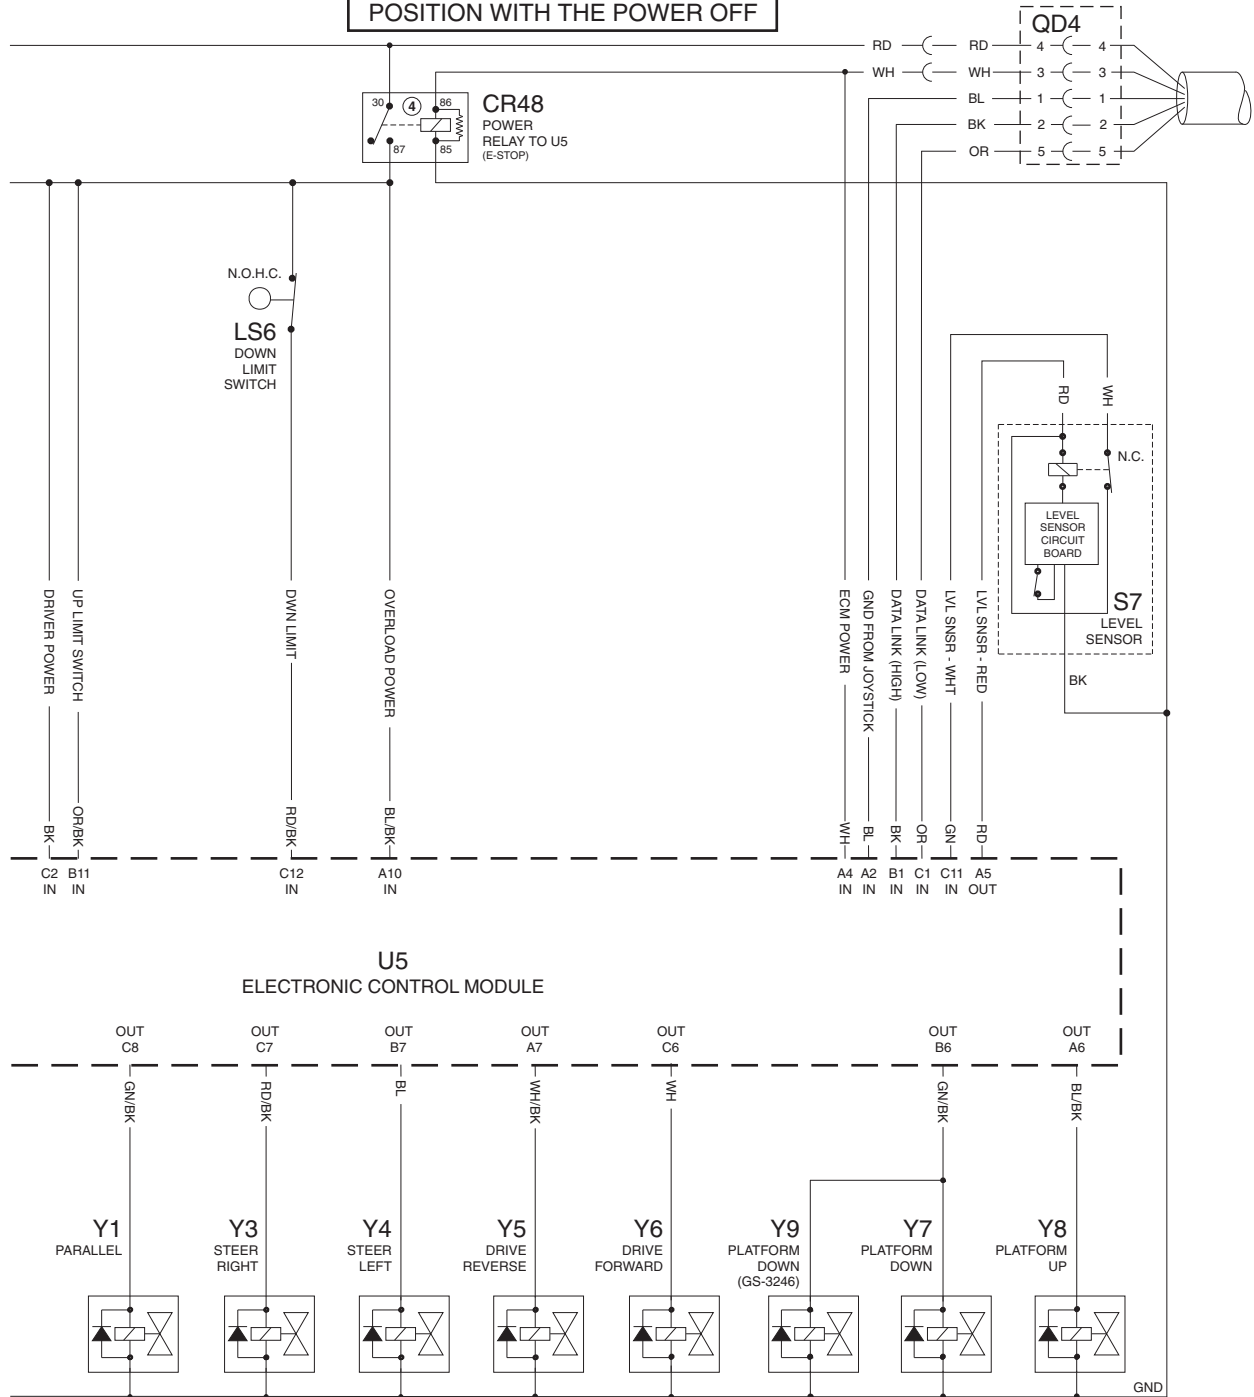 POSITION WITH THE POWER OFF
QD4
RD RD 4 4
WH WH 3 3
BL 1 1
BK 2 2
OR 5 5
30 4 86
87 85
CR48
POWER
RELAY TO U5
(E-STOP)
N.O.H.C.
LS6
DOWN
LIMIT
SWITCH
RD WH
N.C.
LEVEL
SENSOR
CIRCUIT
BOARD
S7
LEVEL
SENSOR
BK
DRIVER POWER
UP LIMIT SWITCH
DWN LIMIT
OVERLOAD POWER
ECM POWER
GND FROM JOYSTICK
DATA LINK (HIGH)
DATA LINK (LOW)
LVL SNSR - WHT
LVL SNSR - RED
BK OR/BK RD/BK BL/BK WH BL BK OR GN RD
C2 B11 C12 A10 A4 A2 B1 C1 C11 A5
IN IN IN IN IN IN IN IN IN OUT
U5
ELECTRONIC CONTROL MODULE
OUT OUT OUT OUT OUT OUT OUT
C8 C7 B7 A7 C6 B6 A6
GN/BK RD/BK BL WH/BK WH GN/BK BL/BK
Y1
PARALLEL
Y3
STEER
RIGHT
Y4
STEER
LEFT
Y5
DRIVE
REVERSE
Y6
DRIVE
FORWARD
Y9
PLATFORM
DOWN
(GS-3246)
Y7
PLATFORM
DOWN
Y8
PLATFORM
UP
GND